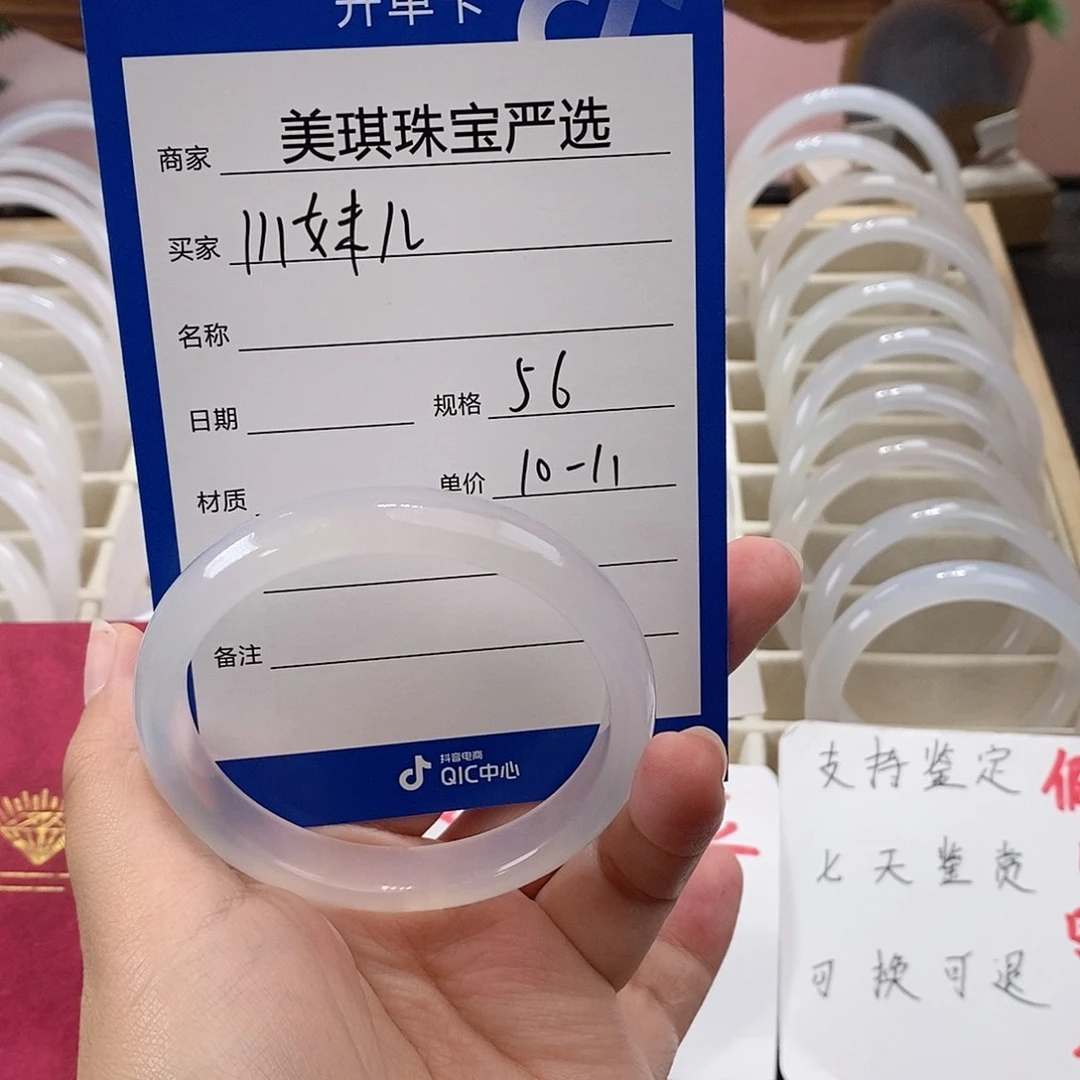 开单卡
商家 美琪珠宝严选
买家 川妹儿
名称
日期 规格 56
材质 单价 10-11
备注
抖音电商
QIC中心
支持鉴定
七天鉴赏
可换可退